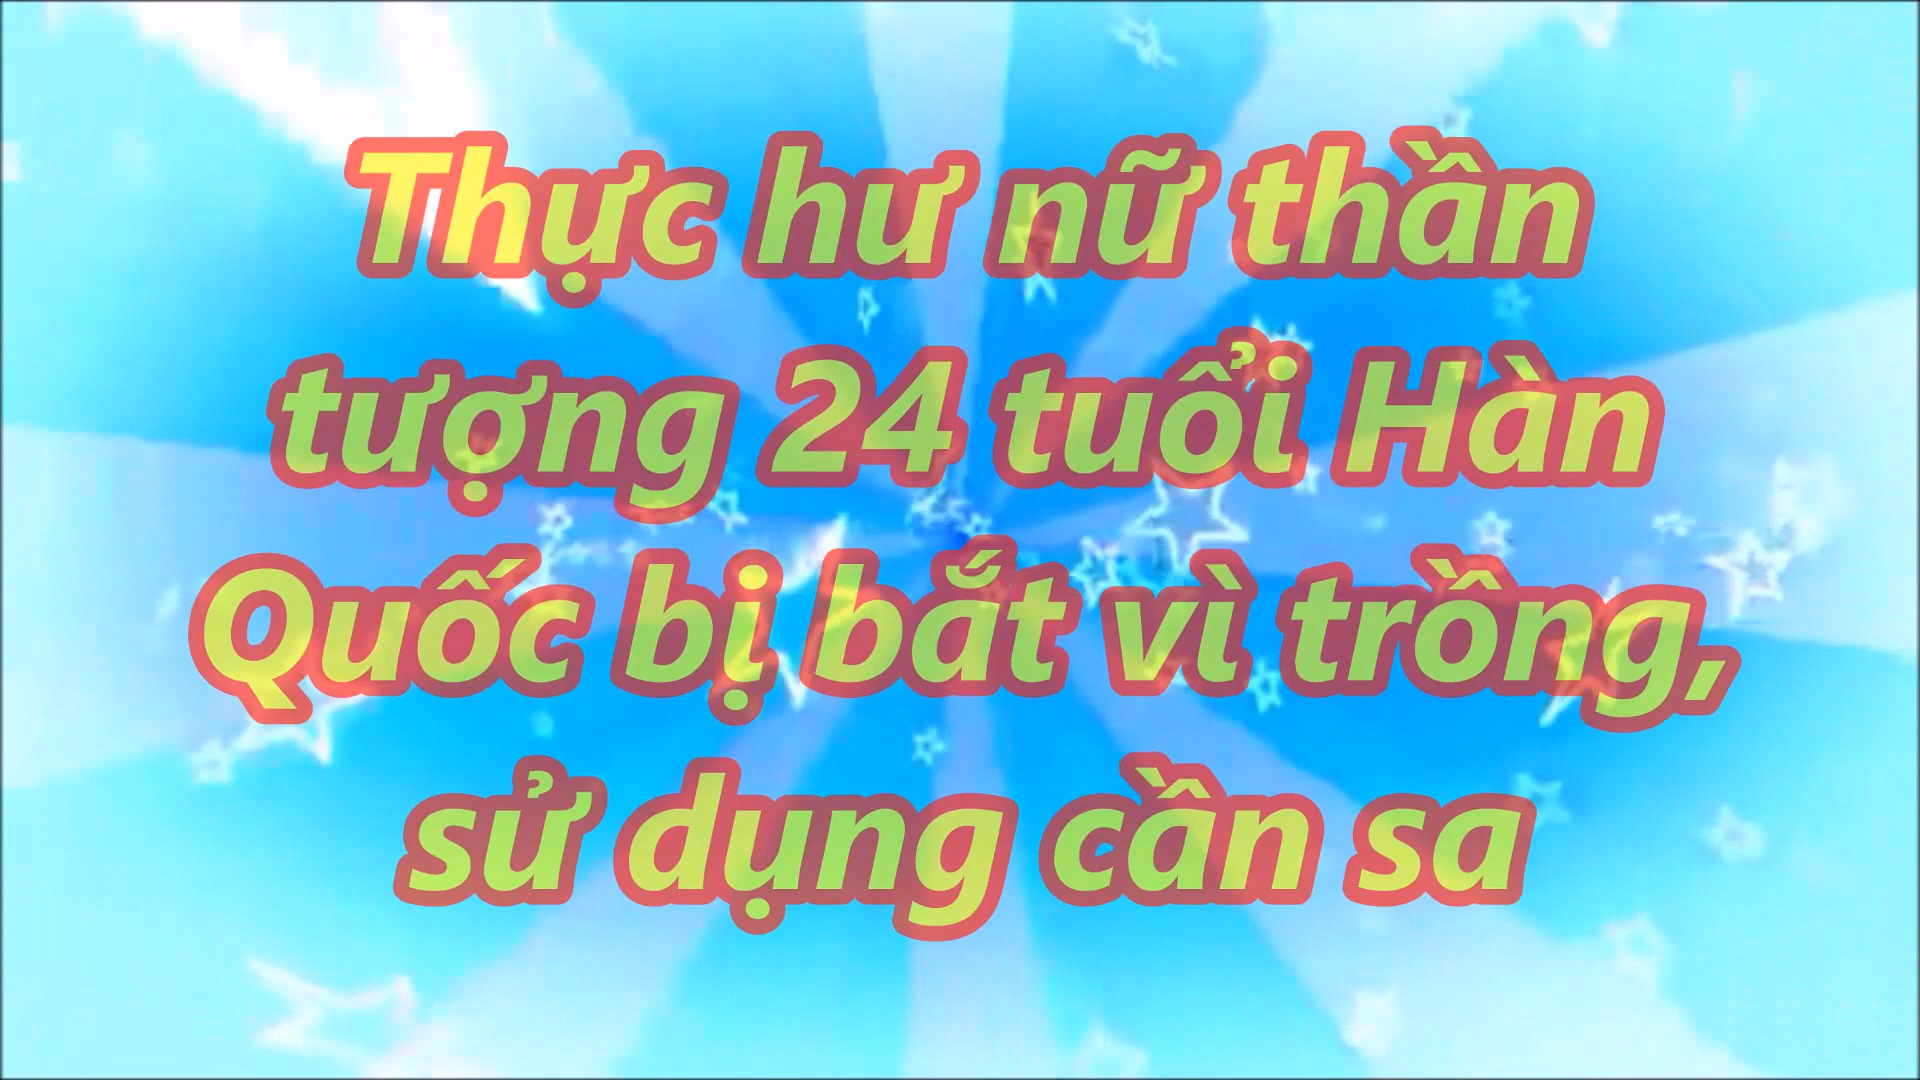 Thực hư nữ thần
tượng 24 tuổi Hàn
Quốc bị bắt vì trồng,
sử dụng cần sa